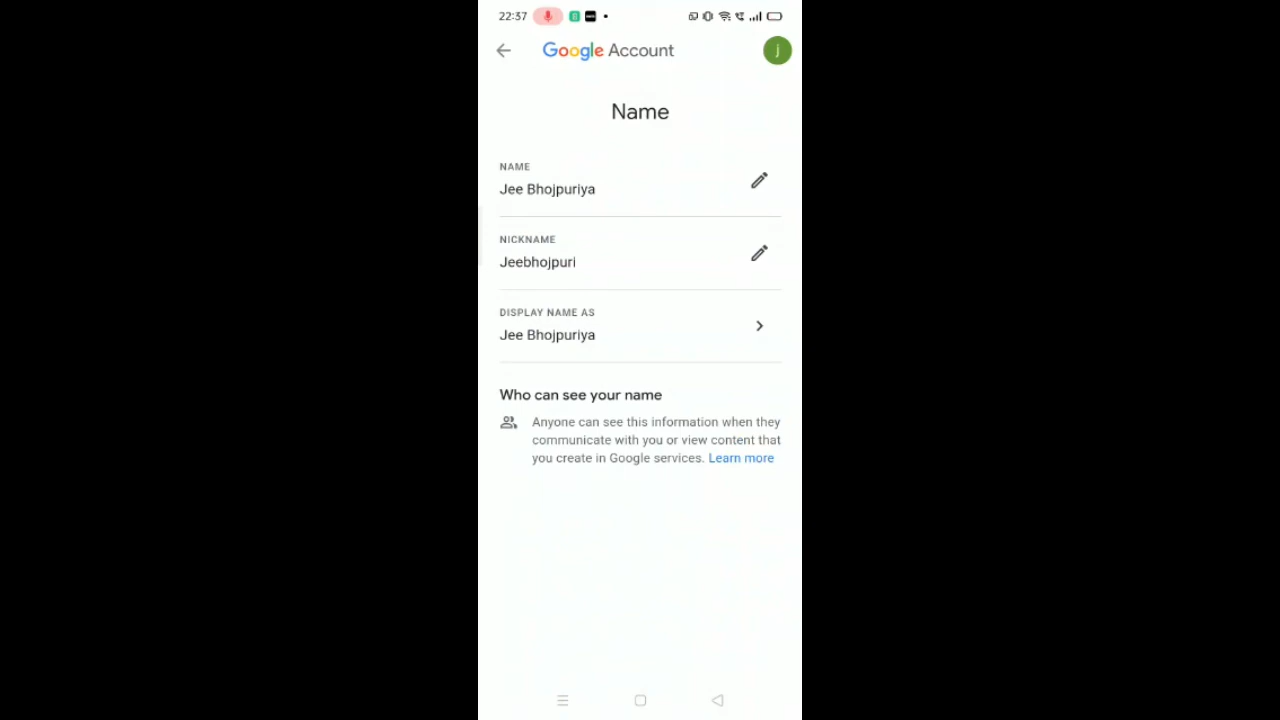 22:37
Google Account
j
Name
NAME
Jee Bhojpuriya
NICKNAME
Jeebhojpuri
DISPLAY NAME AS
Jee Bhojpuriya
Who can see your name
Anyone can see this information when they
communicate with you or view content that
you create in Google services. Learn more